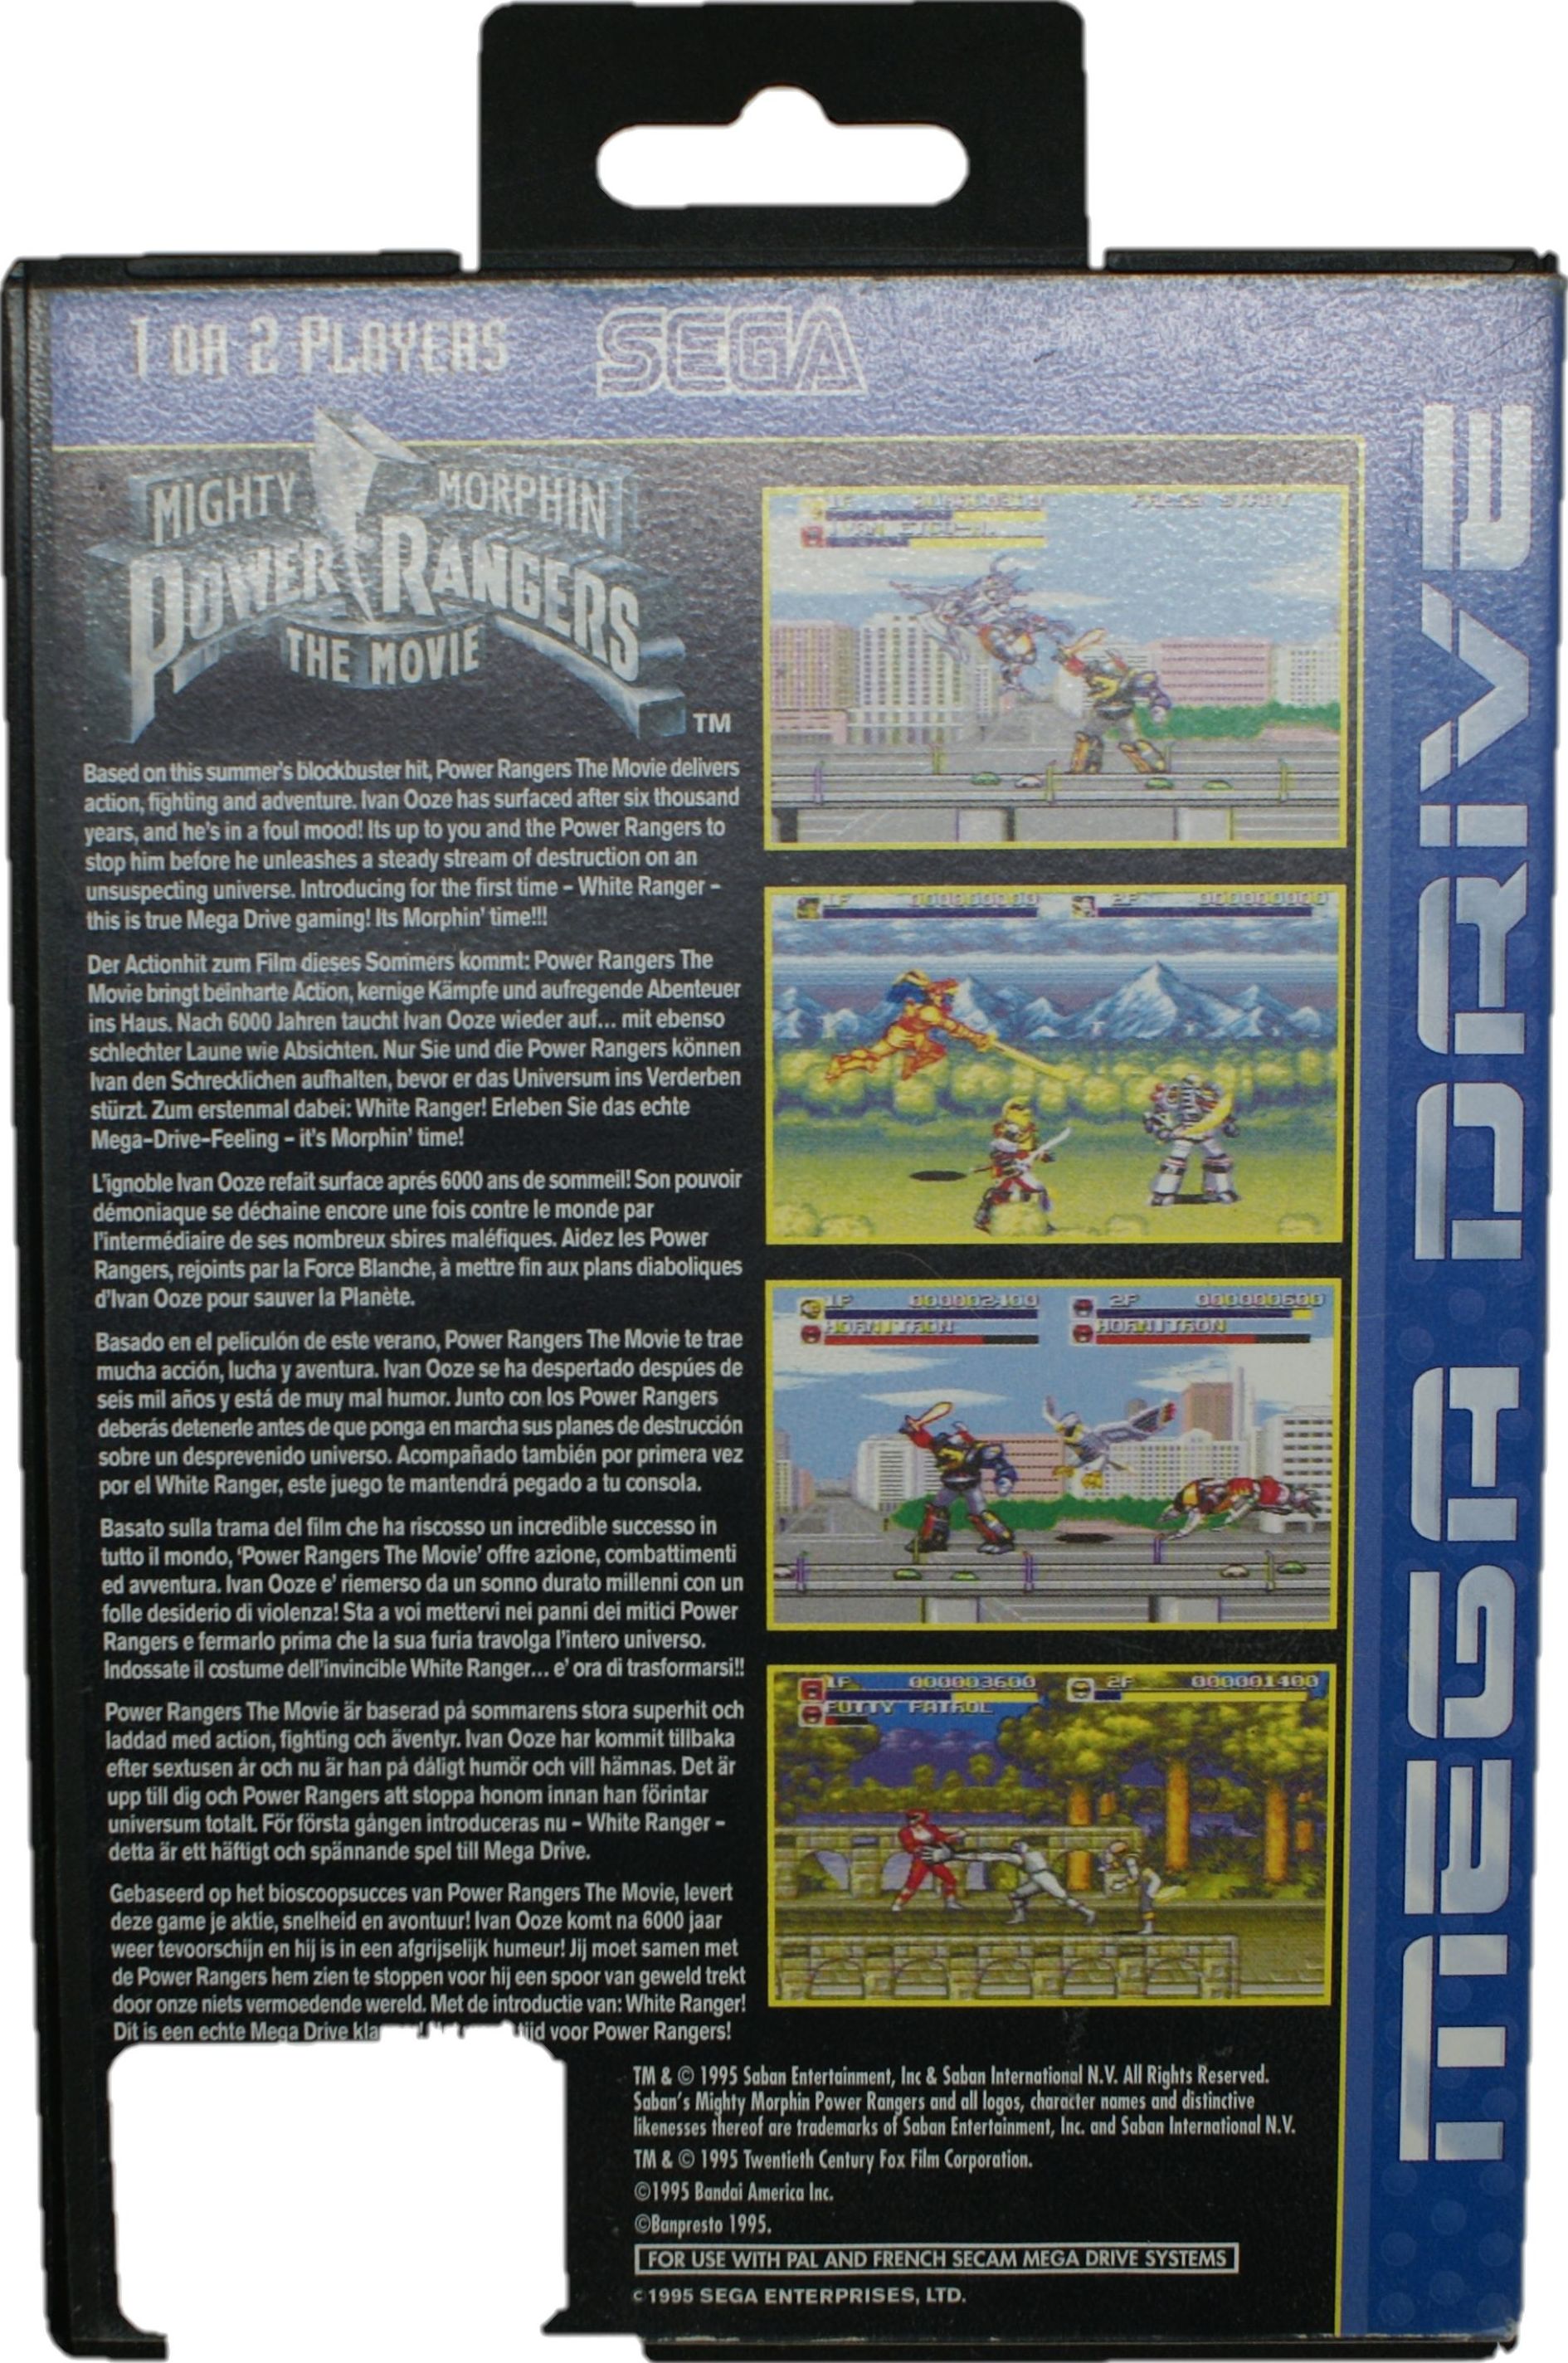 1 OR 2 PLAYERS
SEGA
MIGHTY MORPHIN
POWER RANGERS
THE MOVIE
TM
Based on this summer's blockbuster hit, Power Rangers The Movie delivers
action, fighting and adventure. Ivan Ooze has surfaced after six thousand
years, and he's in a foul mood! Its up to you and the Power Rangers to
stop him before he unleashes a steady stream of destruction on an
unsuspecting universe. Introducing for the first time – White Ranger –
this is true Mega Drive gaming! Its Morphin' time!!!
Der Actionhit zum Film dieses Sommers kommt: Power Rangers The
Movie bringt beinharte Action, kernige Kämpfe und aufregende Abenteuer
ins Haus. Nach 6000 Jahren taucht Ivan Ooze wieder auf... mit ebenso
schlechter Laune wie Absichten. Nur Sie und die Power Rangers können
Ivan den Schrecklichen aufhalten, bevor er das Universum ins Verderben
stürzt. Zum erstenmal dabei: White Ranger! Erleben Sie das echte
Mega-Drive-Feeling – it's Morphin' time!
L'ignoble Ivan Ooze refait surface aprés 6000 ans de sommeil! Son pouvoir
démoniaque se déchaine encore une fois contre le monde par
l'intermédiaire de ses nombreux sbires maléfiques. Aidez les Power
Rangers, rejoints par la Force Blanche, à mettre fin aux plans diaboliques
d'Ivan Ooze pour sauver la Planète.
Basado en el peliculón de este verano, Power Rangers The Movie te trae
mucha acción, lucha y aventura. Ivan Ooze se ha despertado despúes de
seis mil años y está de muy mal humor. Junto con los Power Rangers
deberás detenerle antes de que ponga en marcha sus planes de destrucción
sobre un desprevenido universo. Acompañado también por primera vez
por el White Ranger, este juego te mantendrá pegado a tu consola.
Basato sulla trama del film che ha riscosso un incredible successo in
tutto il mondo, 'Power Rangers The Movie' offre azione, combattimenti
ed avventura. Ivan Ooze e' riemerso da un sonno durato millenni con un
folle desiderio di violenza! Sta a voi mettervi nei panni dei mitici Power
Rangers e fermarlo prima che la sua furia travolga l'intero universo.
Indossate il costume dell'invincible White Ranger... e' ora di trasformarsi!!
Power Rangers The Movie är baserad på sommarens stora superhit och
laddad med action, fighting och äventyr. Ivan Ooze har kommit tillbaka
efter sextusen år och nu är han på dåligt humör och vill hämnas. Det är
upp till dig och Power Rangers att stoppa honom innan han förintar
universum totalt. För första gången introduceras nu – White Ranger –
detta är ett häftigt och spännande spel till Mega Drive.
Gebaseerd op het bioscoopsucces van Power Rangers The Movie, levert
deze game je aktie, snelheid en avontuur! Ivan Ooze komt na 6000 jaar
weer tevoorschijn en hij is in een afgrijselijk humeur! Jij moet samen met
de Power Rangers hem zien te stoppen voor hij een spoor van geweld trekt
door onze niets vermoedende wereld. Met de introductie van: White Ranger!
Dit is een echte Mega Drive tijd voor Power Rangers!
1P PRESS START
1P 000000000 2P 000000000
1P 000002400 2P 000000600
HORNITRON HORNITRON
1P 000003600 2P 000001400
PUTTY PATROL
TM & © 1995 Saban Entertainment, Inc & Saban International N.V. All Rights Reserved.
Saban's Mighty Morphin Power Rangers and all logos, character names and distinctive
likenesses thereof are trademarks of Saban Entertainment, Inc. and Saban International N.V.
TM & © 1995 Twentieth Century Fox Film Corporation.
©1995 Bandai America Inc.
©Banpresto 1995.
FOR USE WITH PAL AND FRENCH SECAM MEGA DRIVE SYSTEMS
©1995 SEGA ENTERPRISES, LTD.
MEGA DRIVE